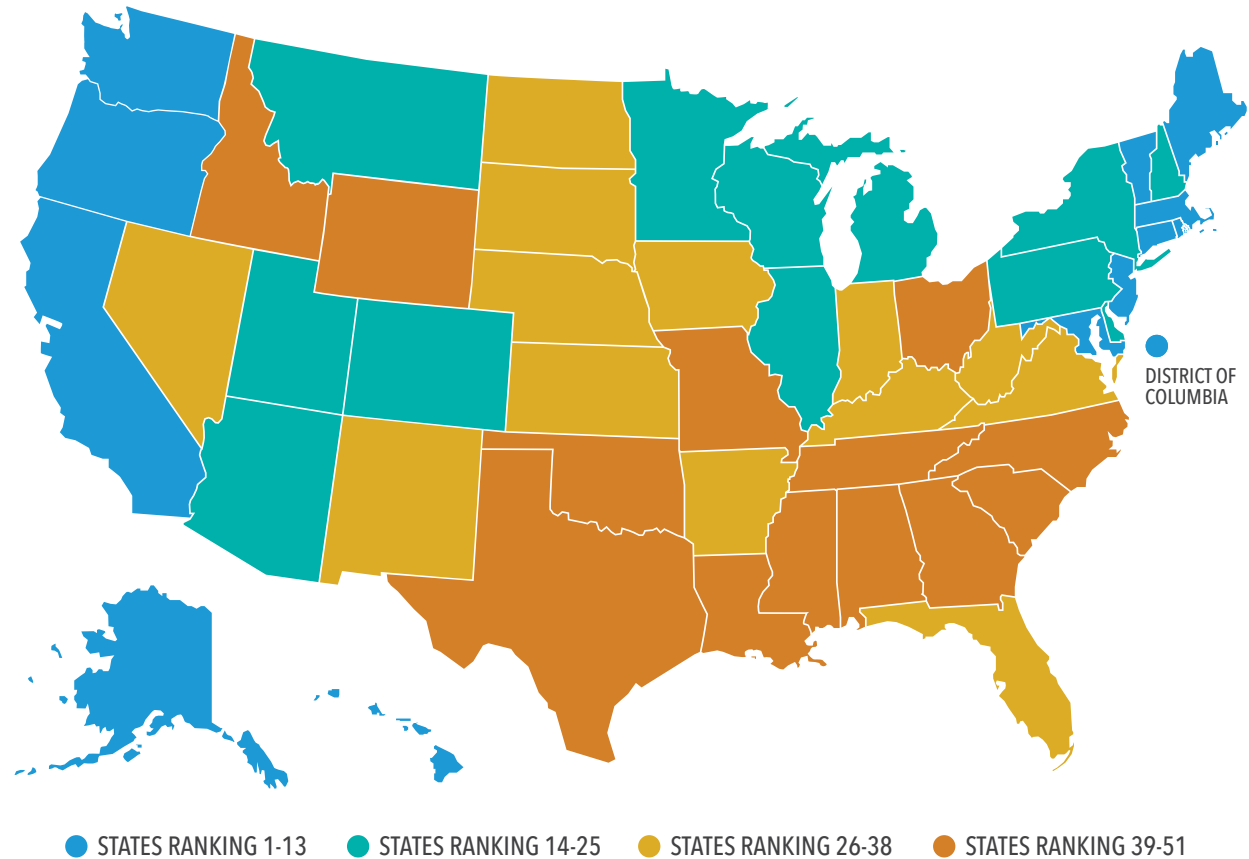 DISTRICT OF
COLUMBIA
STATES RANKING 1-13
STATES RANKING 14-25
STATES RANKING 26-38
STATES RANKING 39-51